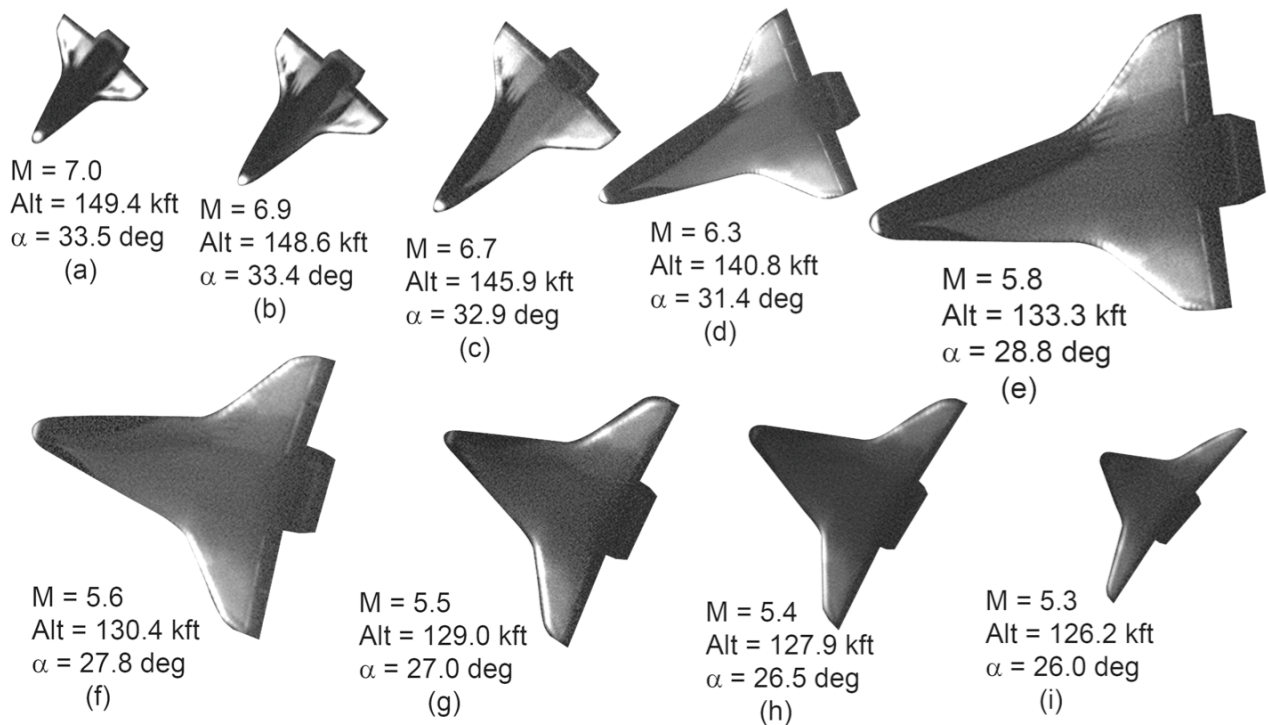 M = 7.0
Alt = 149.4 kft
α = 33.5 deg
(a)
M = 6.9
Alt = 148.6 kft
α = 33.4 deg
(b)
M = 6.7
Alt = 145.9 kft
α = 32.9 deg
(c)
M = 6.3
Alt = 140.8 kft
α = 31.4 deg
(d)
M = 5.8
Alt = 133.3 kft
α = 28.8 deg
(e)
M = 5.6
Alt = 130.4 kft
α = 27.8 deg
(f)
M = 5.5
Alt = 129.0 kft
α = 27.0 deg
(g)
M = 5.4
Alt = 127.9 kft
α = 26.5 deg
(h)
M = 5.3
Alt = 126.2 kft
α = 26.0 deg
(i)